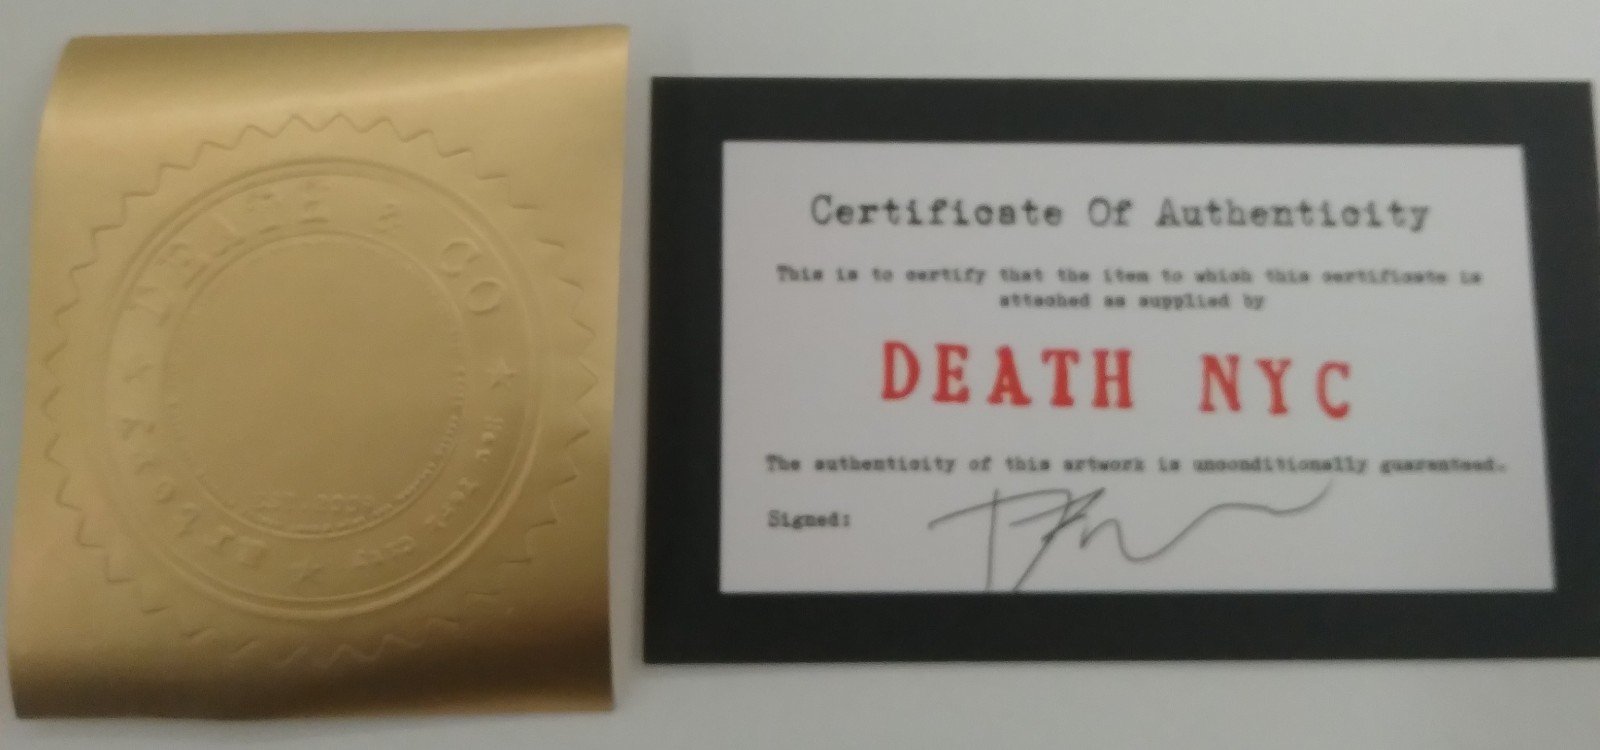 & CO
Certificate Of Authenticity
This is to certify that the item to which this certificate is
attached as supplied by
DEATH NYC
The authenticity of this artwork is unconditionally guaranteed.
Signed: